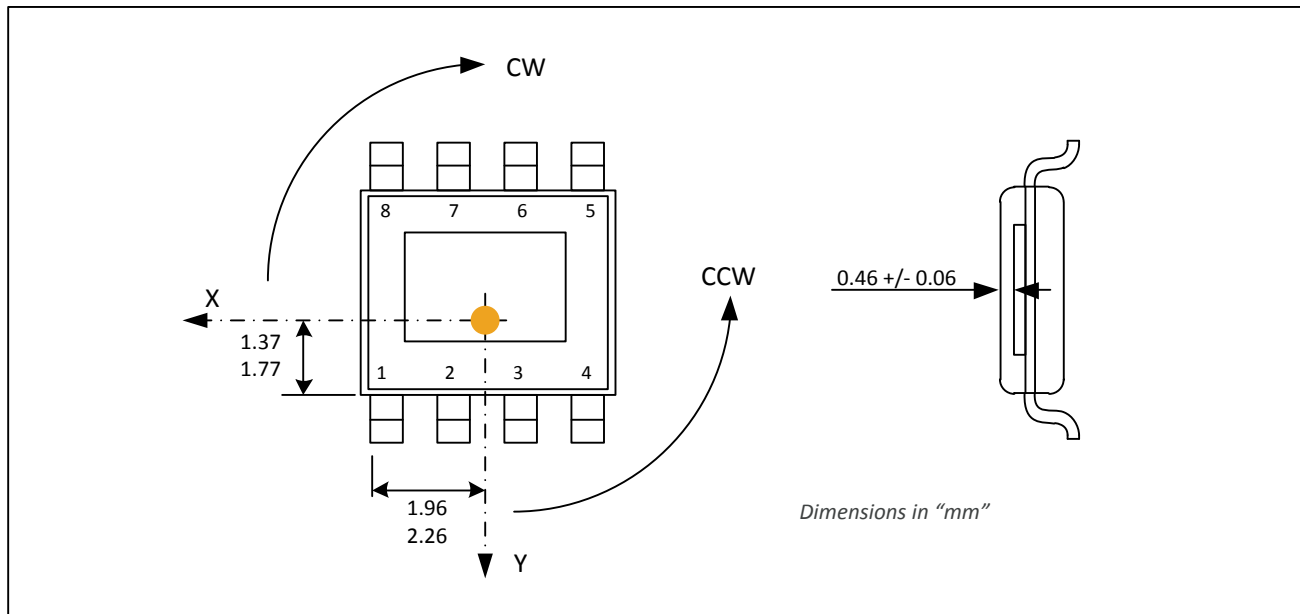 CW
8 7 6 5
CCW
0.46 +/- 0.06
X
1.37
1.77
1 2 3 4
1.96
2.26
Dimensions in “mm”
Y